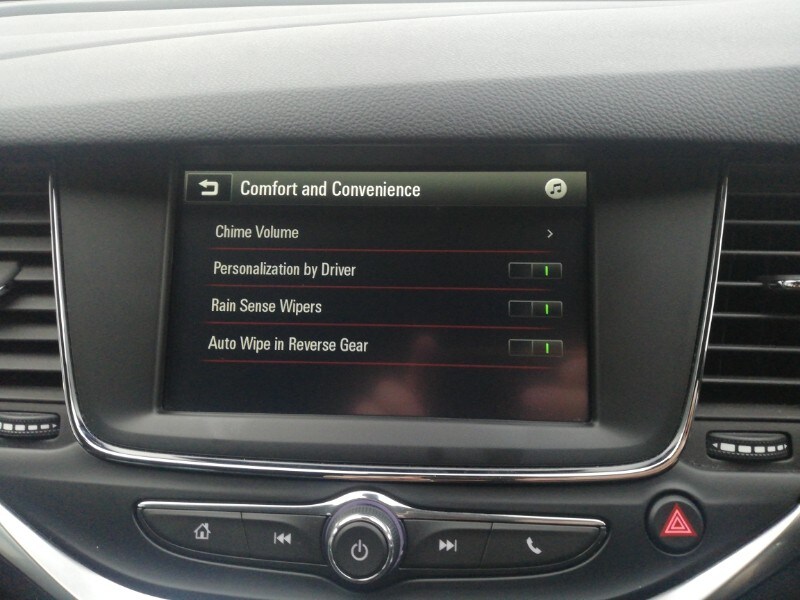 Comfort and Convenience
Chime Volume
Personalization by Driver
Rain Sense Wipers
Auto Wipe in Reverse Gear